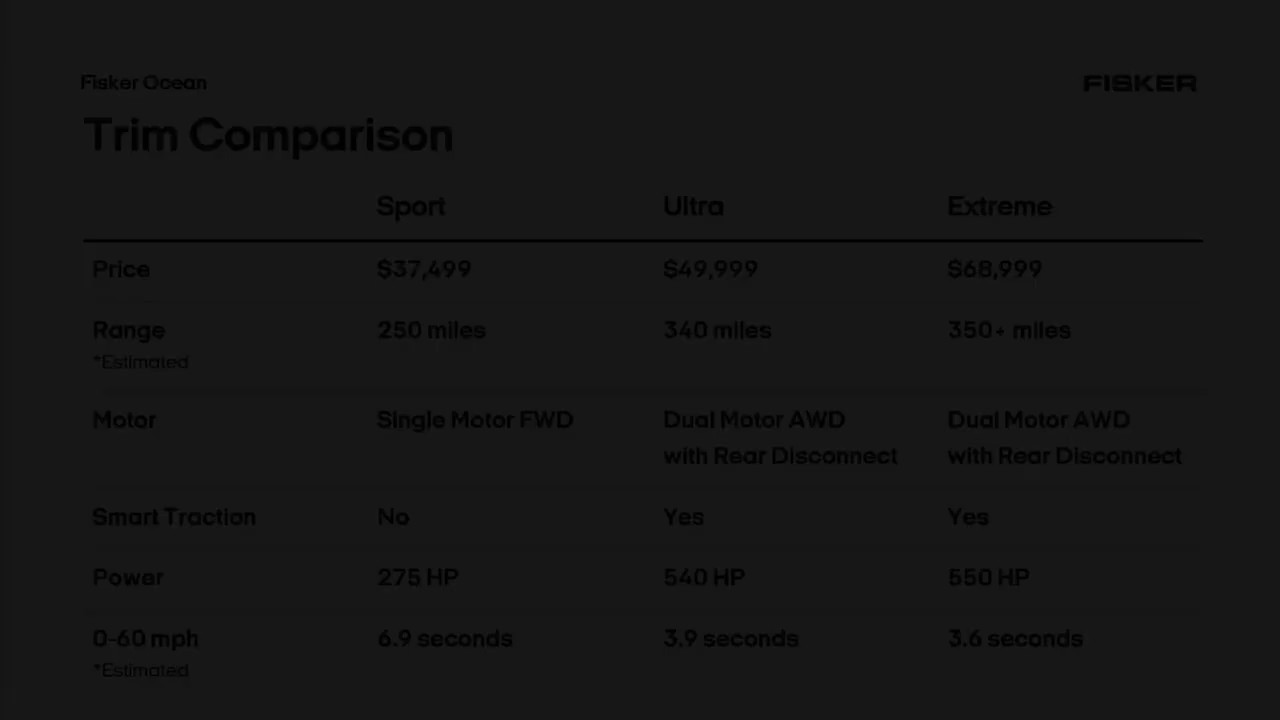 Fisker Ocean
FISKER
Trim Comparison
Sport Ultra Extreme
Price $37,499 $49,999 $68,999
Range 250 miles 340 miles 350+ miles
*Estimated
Motor Single Motor FWD Dual Motor AWD Dual Motor AWD
with Rear Disconnect with Rear Disconnect
Smart Traction No Yes Yes
Power 275 HP 540 HP 550 HP
0-60 mph 6.9 seconds 3.9 seconds 3.6 seconds
*Estimated